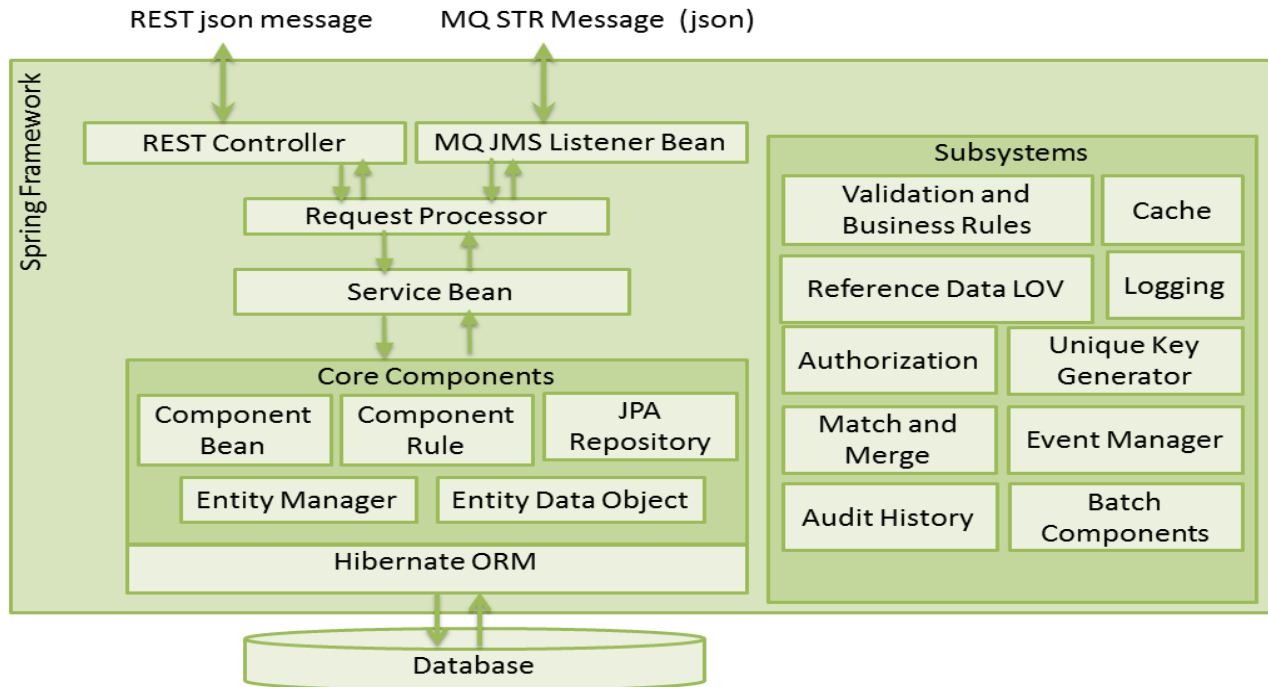 REST json message
MQ STR Message (json)
Spring Framework
REST Controller
MQ JMS Listener Bean
Request Processor
Service Bean
Core Components
Component
Bean
Component
Rule
JPA
Repository
Entity Manager
Entity Data Object
Hibernate ORM
Database
Subsystems
Validation and
Business Rules
Cache
Reference Data LOV
Logging
Authorization
Unique Key
Generator
Match and
Merge
Event Manager
Audit History
Batch
Components